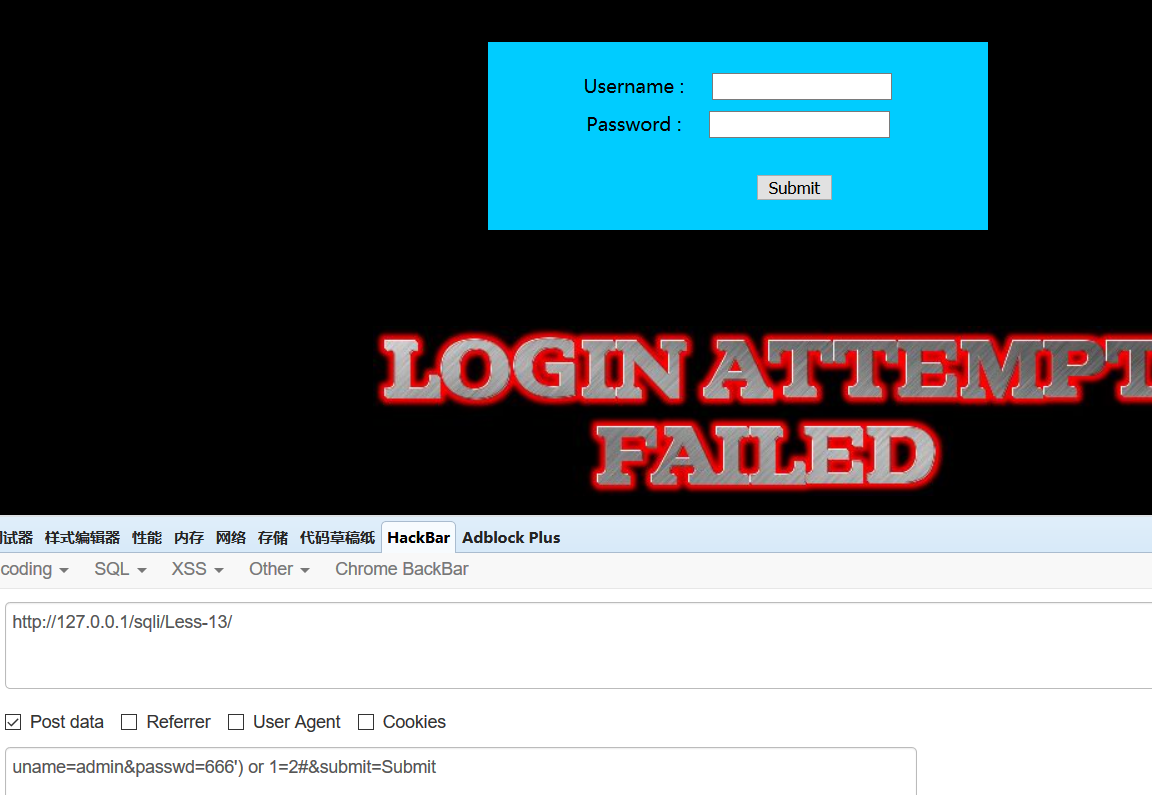 Username :
Password :
Submit
LOGIN ATTEMPT
FAILED
试器 样式编辑器 性能 内存 网络 存储 代码草稿纸 HackBar Adblock Plus
coding SQL XSS Other Chrome BackBar
http://127.0.0.1/sqli/Less-13/
Post data Referrer User Agent Cookies
uname=admin&passwd=666') or 1=2#&submit=Submit